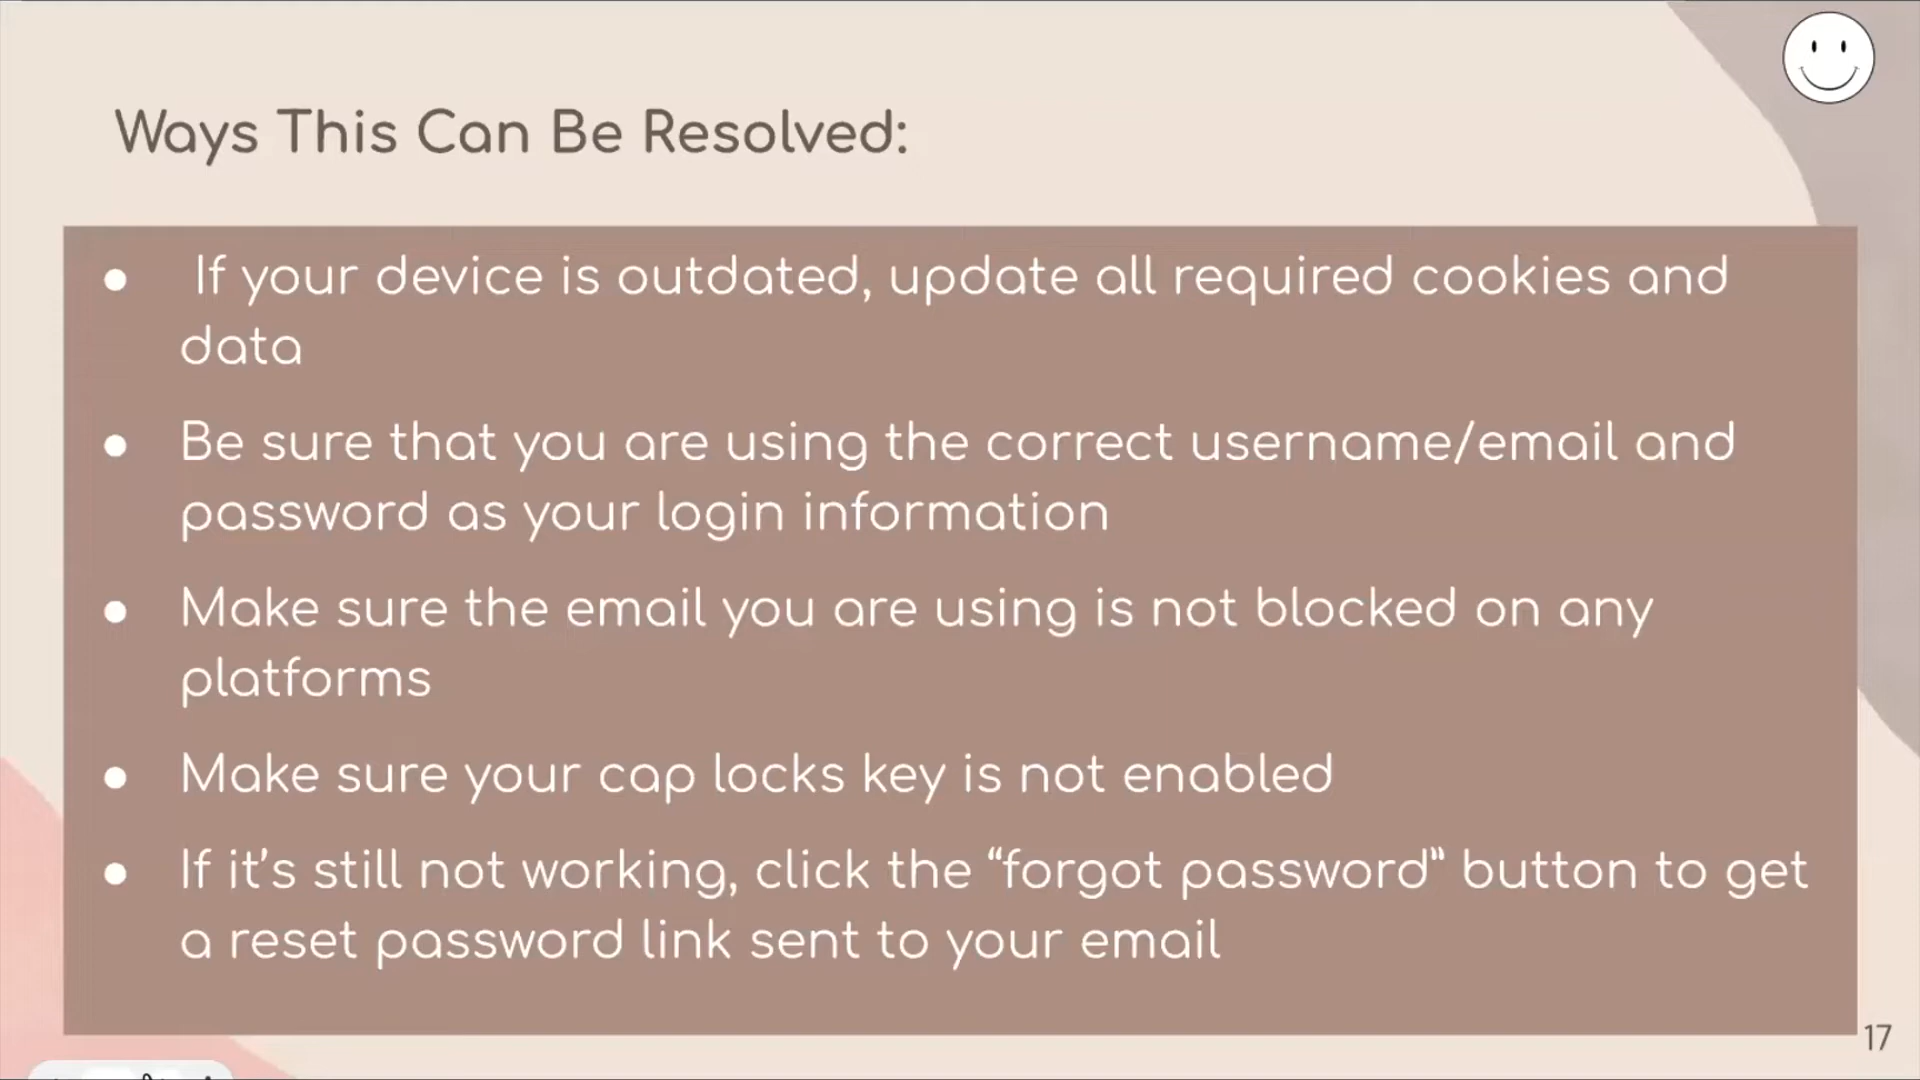 Ways This Can Be Resolved:
● If your device is outdated, update all required cookies and
data
● Be sure that you are using the correct username/email and
password as your login information
● Make sure the email you are using is not blocked on any
platforms
● Make sure your cap locks key is not enabled
● If it's still not working, click the “forgot password” button to get
a reset password link sent to your email
17